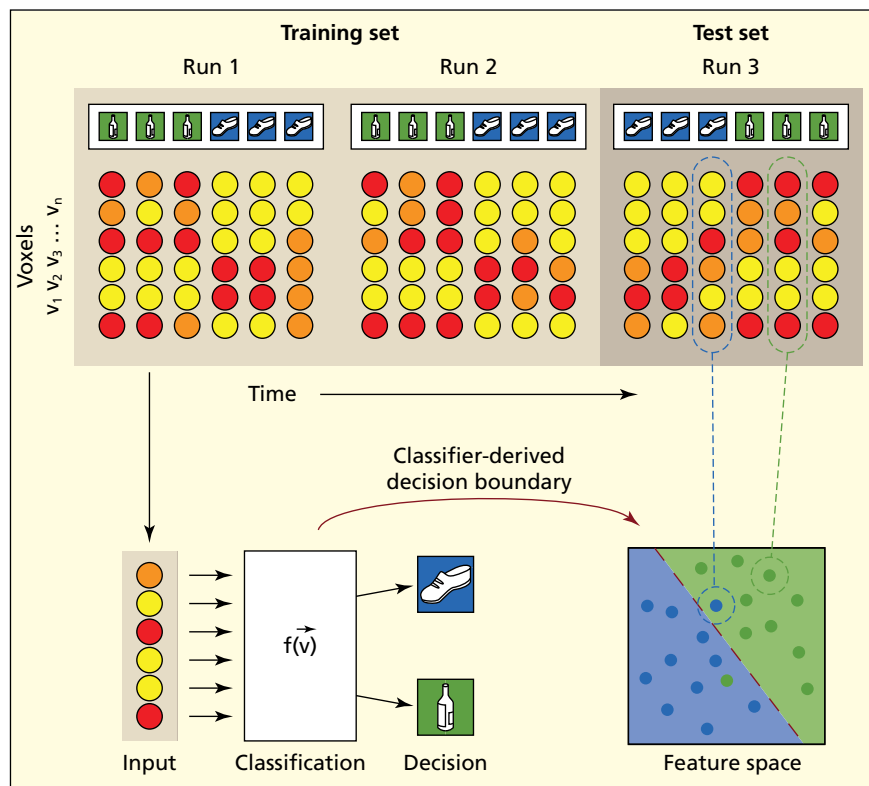 Training set
Test set
Run 1
Run 2
Run 3
Voxels
v1 v2 v3 ... vn
Time
Classifier-derived
decision boundary
f(v)
Input
Classification
Decision
Feature space